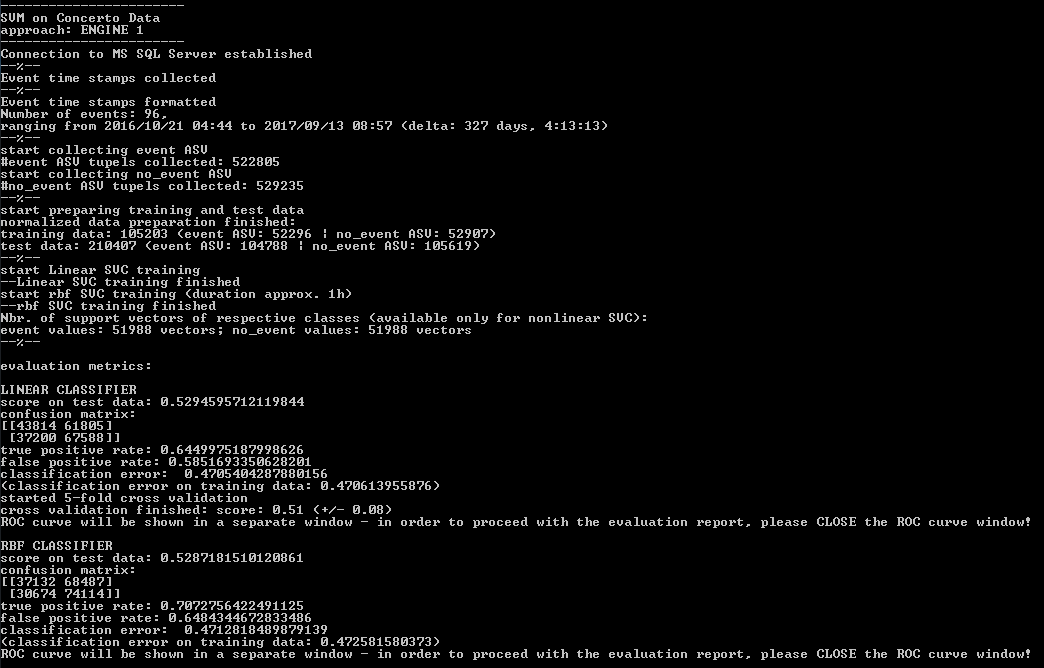 -----------------------
SVM on Concerto Data
approach: ENGINE 1
-----------------------
Connection to MS SQL Server established
--%--
Event time stamps collected
--%--
Event time stamps formatted
Number of events: 96,
ranging from 2016/10/21 04:44 to 2017/09/13 08:57 (delta: 327 days, 4:13:13)
--%--
start collecting event ASV
#event ASV tupels collected: 522805
start collecting no_event ASV
#no_event ASV tupels collected: 529235
--%--
start preparing training and test data
normalized data preparation finished:
training data: 105203 (event ASV: 52296 | no_event ASV: 52907)
test data: 210407 (event ASV: 104788 | no_event ASV: 105619)
--%--
start Linear SVC training
--Linear SVC training finished
start rbf SVC training (duration approx. 1h)
--rbf SVC training finished
Nbr. of support vectors of respective classes (available only for nonlinear SVC):
event values: 51988 vectors; no_event values: 51988 vectors
--%--
evaluation metrics:
LINEAR CLASSIFIER
score on test data: 0.5294595712119844
confusion matrix:
[[43814 61805]
 [37200 67588]]
true positive rate: 0.6449975187998626
false positive rate: 0.5851693350628201
classification error:  0.4705404287880156
(classification error on training data: 0.470613955876)
started 5-fold cross validation
cross validation finished: score: 0.51 (+/- 0.08)
ROC curve will be shown in a separate window - in order to proceed with the evaluation report, please CLOSE the ROC curve window!
RBF CLASSIFIER
score on test data: 0.5287181510120861
confusion matrix:
[[37132 68487]
 [30674 74114]]
true positive rate: 0.7072756422491125
false positive rate: 0.6484344672833486
classification error:  0.4712818489879139
(classification error on training data: 0.472581580373)
ROC curve will be shown in a separate window - in order to proceed with the evaluation report, please CLOSE the ROC curve window!